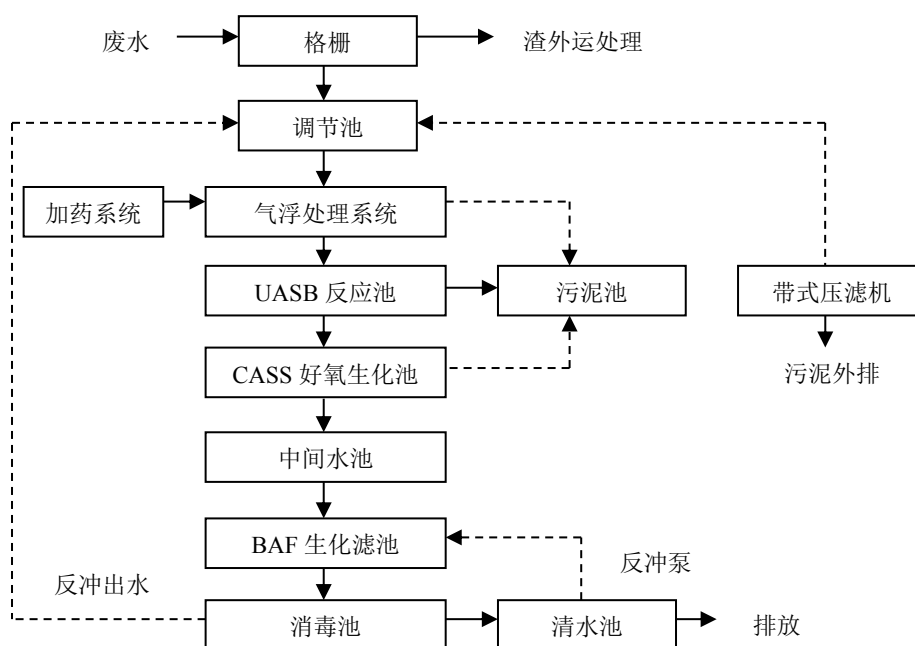 废水
格栅
渣外运处理
调节池
加药系统
气浮处理系统
UASB 反应池
污泥池
带式压滤机
CASS 好氧生化池
污泥外排
中间水池
BAF 生化滤池
反冲出水
反冲泵
消毒池
清水池
排放